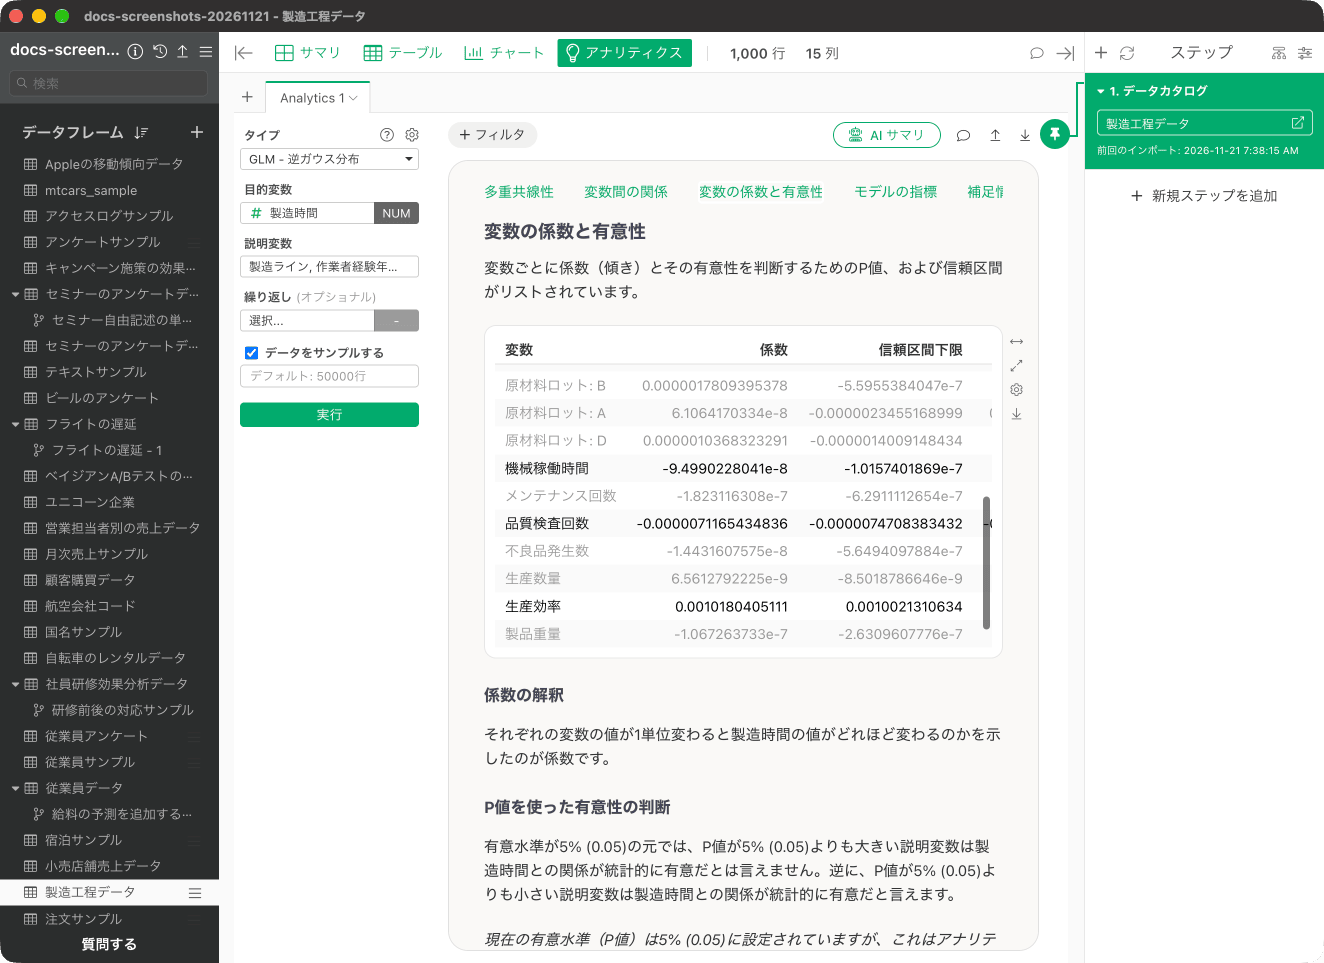 docs-screenshots-20261121 - 製造工程データ
docs-screen...
検索
データフレーム
Appleの移動傾向データ
mtcars_sample
アクセスログサンプル
アンケートサンプル
キャンペーン施策の効果…
セミナーのアンケートデ…
セミナー自由記述の単…
セミナーのアンケートデ…
テキストサンプル
ビールのアンケート
フライトの遅延
フライトの遅延 - 1
ベイジアンA/Bテストの…
ユニコーン企業
営業担当者別の売上データ
月次売上サンプル
顧客購買データ
航空会社コード
国名サンプル
自転車のレンタルデータ
社員研修効果分析データ
研修前後の対応サンプル
従業員アンケート
従業員サンプル
従業員データ
給料の予測を追加する…
宿泊サンプル
小売店舗売上データ
製造工程データ
注文サンプル
質問する
サマリ
テーブル
チャート
アナリティクス
1,000 行
15 列
Analytics 1
タイプ
GLM - 逆ガウス分布
目的変数
# 製造時間
NUM
説明変数
製造ライン, 作業者経験年...
繰り返し (オプショナル)
選択...
-
データをサンプルする
デフォルト: 50000行
実行
+ フィルタ
AI サマリ
多重共線性
変数間の関係
変数の係数と有意性
モデルの指標
補足情
変数の係数と有意性
変数ごとに係数（傾き）とその有意性を判断するためのP値、および信頼区間
がリストされています。
変数 係数 信頼区間下限
原材料ロット: B 0.0000017809395378 -5.5955384047e-7
原材料ロット: A 6.1064170334e-8 -0.0000023455168999
原材料ロット: D 0.0000010368323291 -0.0000014009148434
機械稼働時間 -9.4990228041e-8 -1.0157401869e-7
メンテナンス回数 -1.823116308e-7 -6.2911112654e-7
品質検査回数 -0.0000071165434836 -0.0000074708383432
不良品発生数 -1.4431607575e-8 -5.6494097884e-7
生産数量 6.5612792225e-9 -8.5018786646e-9
生産効率 0.0010180405111 0.0010021310634
製品重量 -1.067263733e-7 -2.6309607776e-7
係数の解釈
それぞれの変数の値が1単位変わると製造時間の値がどれほど変わるのかを示
したのが係数です。
P値を使った有意性の判断
有意水準が5% (0.05)の元では、P値が5% (0.05)よりも大きい説明変数は製
造時間との関係が統計的に有意だとは言えません。逆に、P値が5% (0.05)よ
りも小さい説明変数は製造時間との関係が統計的に有意だと言えます。
現在の有意水準（P値）は5% (0.05)に設定されていますが、これはアナリテ
ステップ
1. データカタログ
製造工程データ
前回のインポート: 2026-11-21 7:38:15 AM
+ 新規ステップを追加